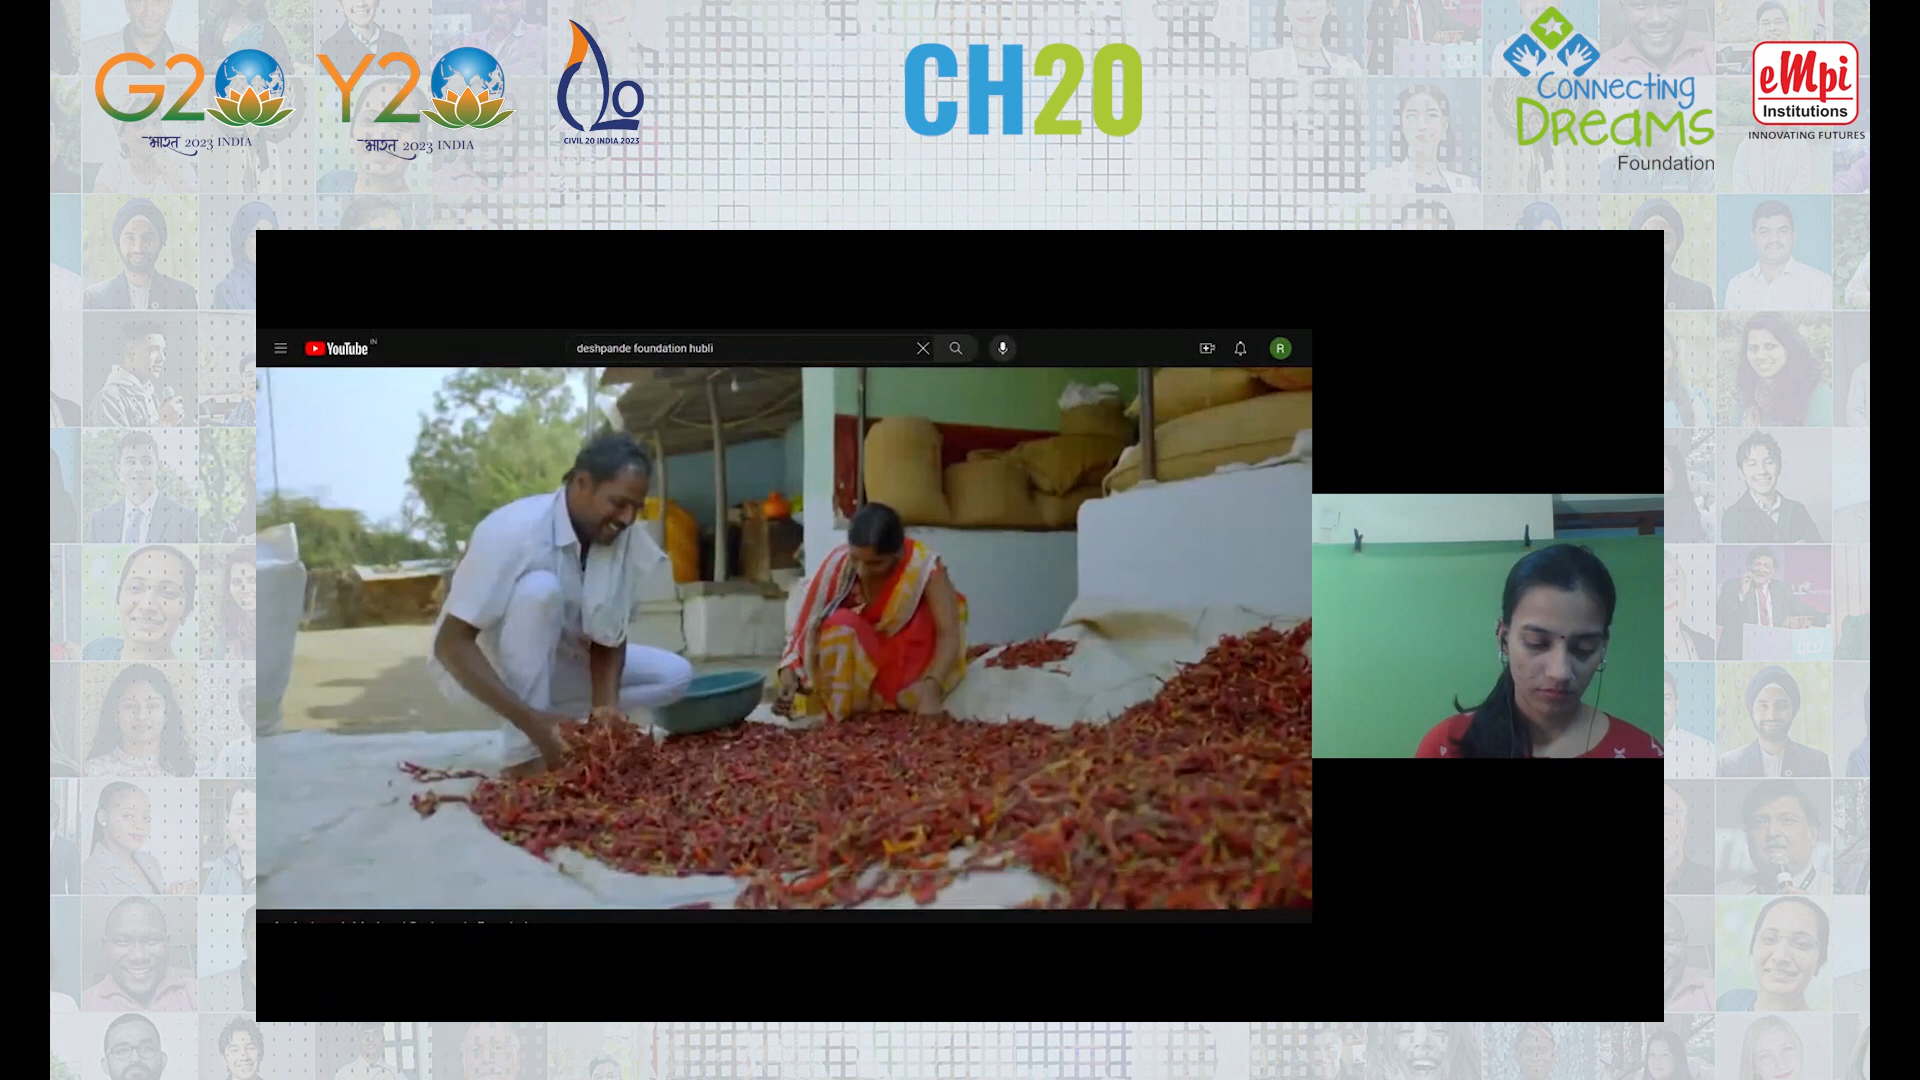 G20
भारत 2023 INDIA
Y20
भारत 2023 INDIA
CIVIL 20 INDIA 2023
CH20
Connecting
Dreams
Foundation
eMpi
Institutions
INNOVATING FUTURES
YouTube IN
deshpande foundation hubli
R